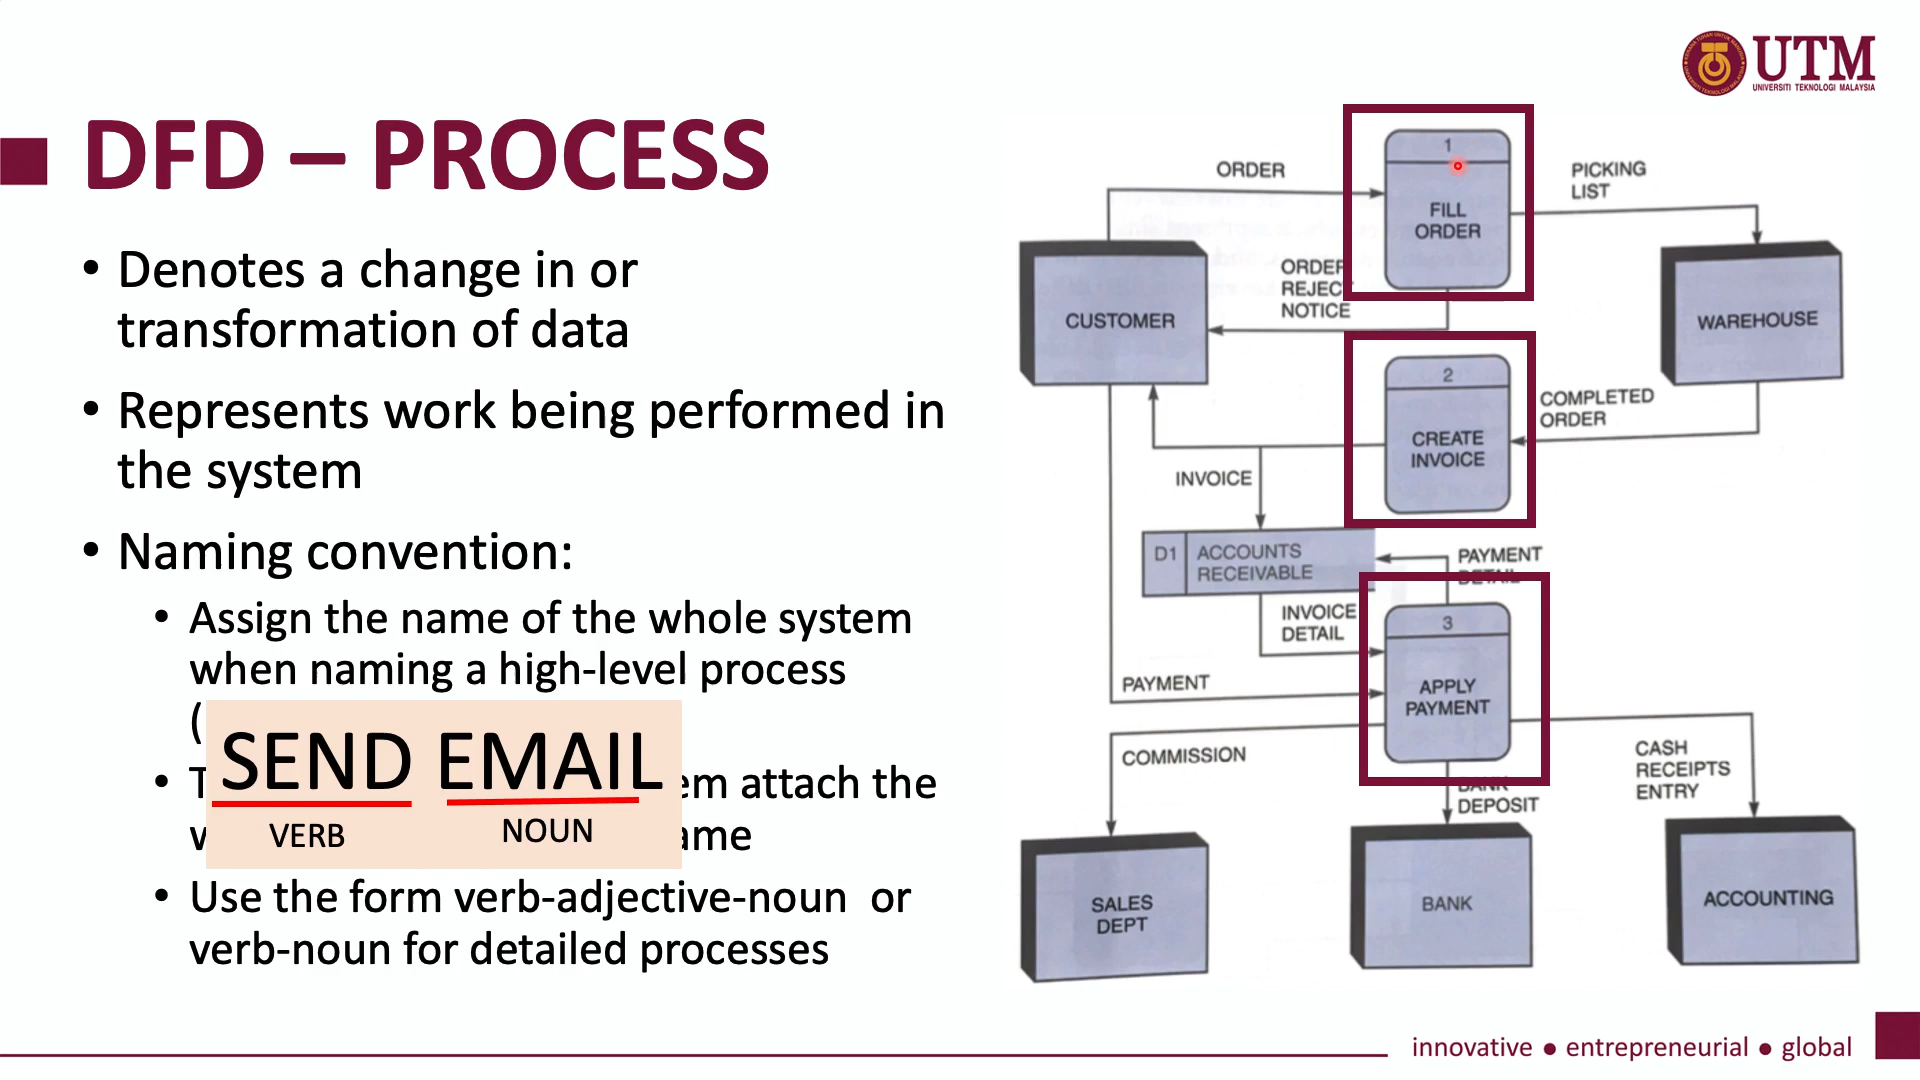 UTM
UNIVERSITI TEKNOLOGI MALAYSIA
DFD – PROCESS
• Denotes a change in or
transformation of data
• Represents work being performed in
the system
• Naming convention:
• Assign the name of the whole system
when naming a high-level process
(
SEND EMAIL
VERB
NOUN
attach the
• Use the form verb-adjective-noun or
verb-noun for detailed processes
1
FILL
ORDER
ORDER
PICKING
LIST
ORDER
REJECT
NOTICE
CUSTOMER
WAREHOUSE
2
CREATE
INVOICE
COMPLETED
ORDER
INVOICE
D1
ACCOUNTS
RECEIVABLE
PAYMENT
DETAIL
INVOICE
DETAIL
3
APPLY
PAYMENT
PAYMENT
COMMISSION
CASH
RECEIPTS
ENTRY
BANK
DEPOSIT
SALES
DEPT
BANK
ACCOUNTING
innovative ● entrepreneurial ● global